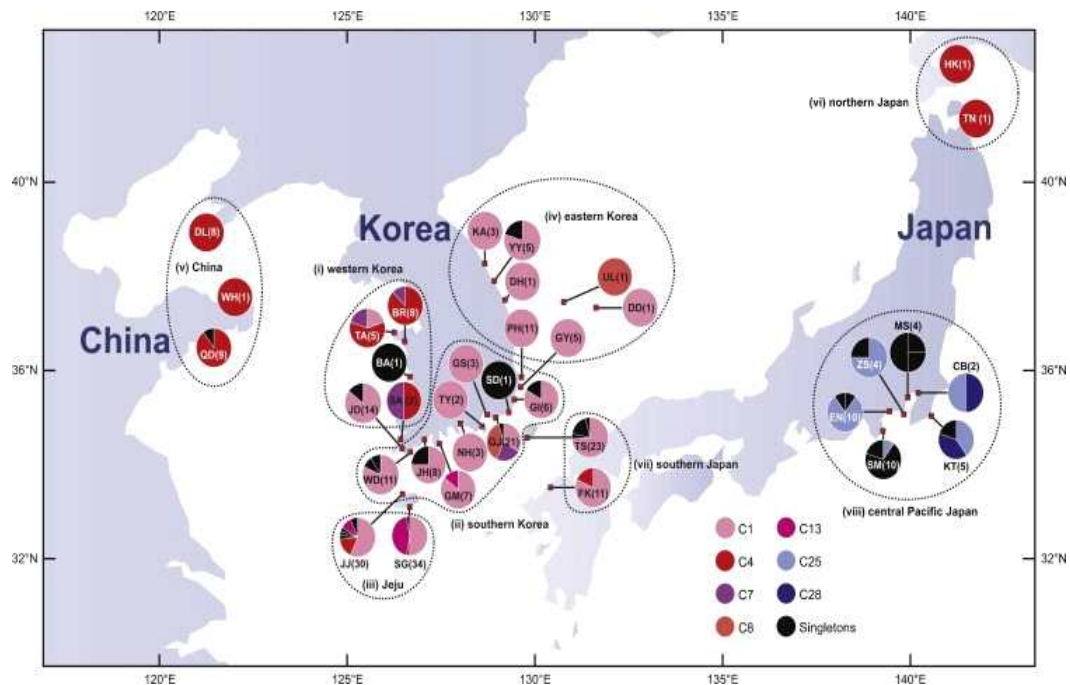 120°E 125°E 130°E 135°E 140°E
HK(1)
(vi) northern Japan
TN (1)
40°N 40°N
Korea
Japan
(iv) eastern Korea
KA(3)
YY(5)
DL(8)
(v) China
(i) western Korea
DH(1)
UL(1)
WH(1)
BR(8)
DD(1)
China
TA(5)
PH(11)
GY(5)
MS(4)
QD(9)
BA(1)
GS(3)
SD(1)
ZS(4)
CB(2)
36°N 36°N
JD(14)
TY(2)
GI(6)
EN(10)
GJ(21)
TS(23)
NH(3)
(vii) southern Japan
SM(10)
KT(5)
WD(11)
JH(8)
GM(7)
FK(11)
(viii) central Pacific Japan
(ii) southern Korea
C1 C13
JJ(30)
SG(34)
C4 C25
32°N 32°N
(iii) Jeju
C7 C28
C8 Singletons
120°E 125°E 130°E 135°E 140°E